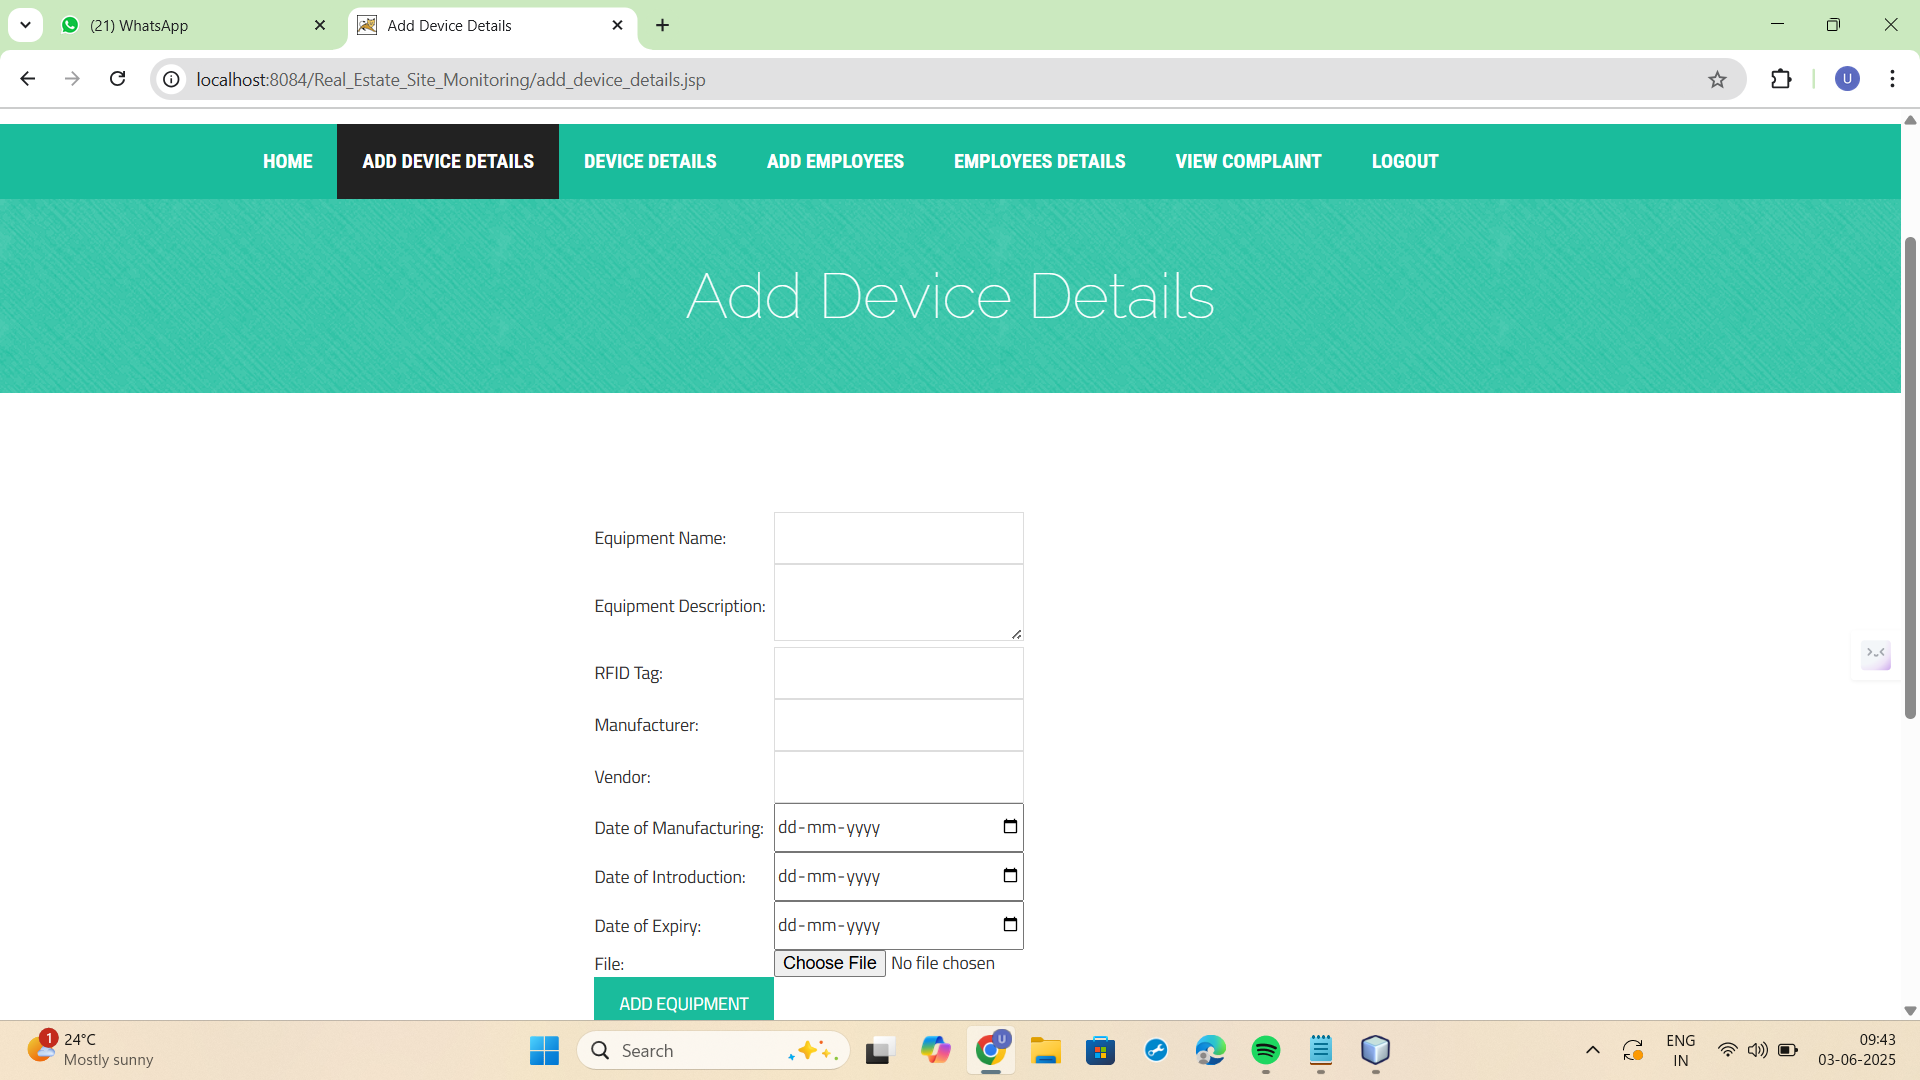 (21) WhatsApp
Add Device Details
localhost:8084/Real_Estate_Site_Monitoring/add_device_details.jsp
U
HOME
ADD DEVICE DETAILS
DEVICE DETAILS
ADD EMPLOYEES
EMPLOYEES DETAILS
VIEW COMPLAINT
LOGOUT
Add Device Details
Equipment Name:
Equipment Description:
RFID Tag:
Manufacturer:
Vendor:
Date of Manufacturing: dd-mm-yyyy
Date of Introduction: dd-mm-yyyy
Date of Expiry: dd-mm-yyyy
File: Choose File No file chosen
ADD EQUIPMENT
1
24°C
Mostly sunny
Search
U
ENG
IN
09:43
03-06-2025